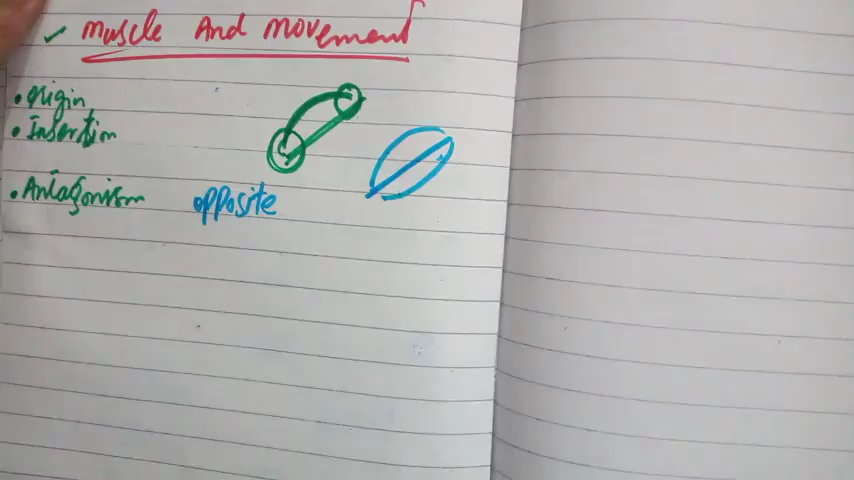 Muscle And movement
• Origin
• Insertion
• Antagonism opposite